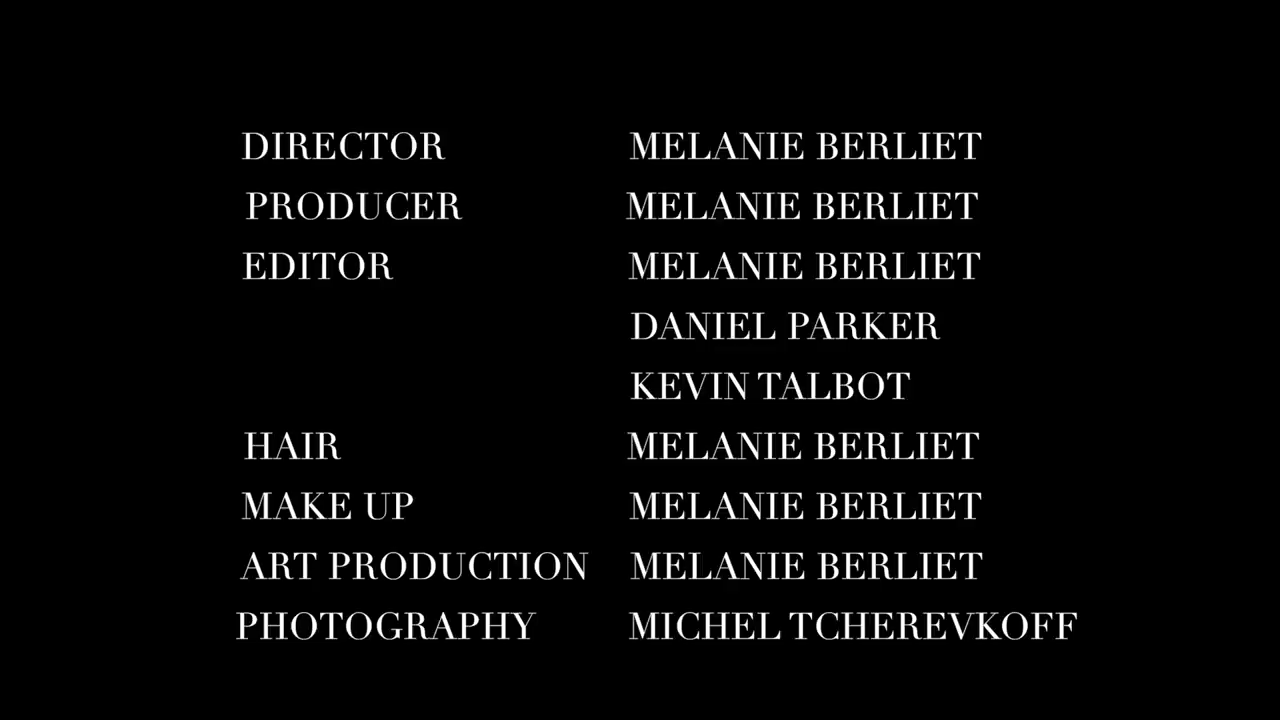 DIRECTOR MELANIE BERLIET
PRODUCER MELANIE BERLIET
EDITOR MELANIE BERLIET
DANIEL PARKER
KEVIN TALBOT
HAIR MELANIE BERLIET
MAKE UP MELANIE BERLIET
ART PRODUCTION MELANIE BERLIET
PHOTOGRAPHY MICHEL TCHEREVKOFF